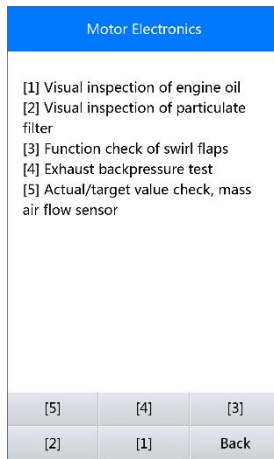 Motor Electronics
[1] Visual inspection of engine oil
[2] Visual inspection of particulate
filter
[3] Function check of swirl flaps
[4] Exhaust backpressure test
[5] Actual/target value check, mass
air flow sensor
[5] [4] [3]
[2] [1] Back